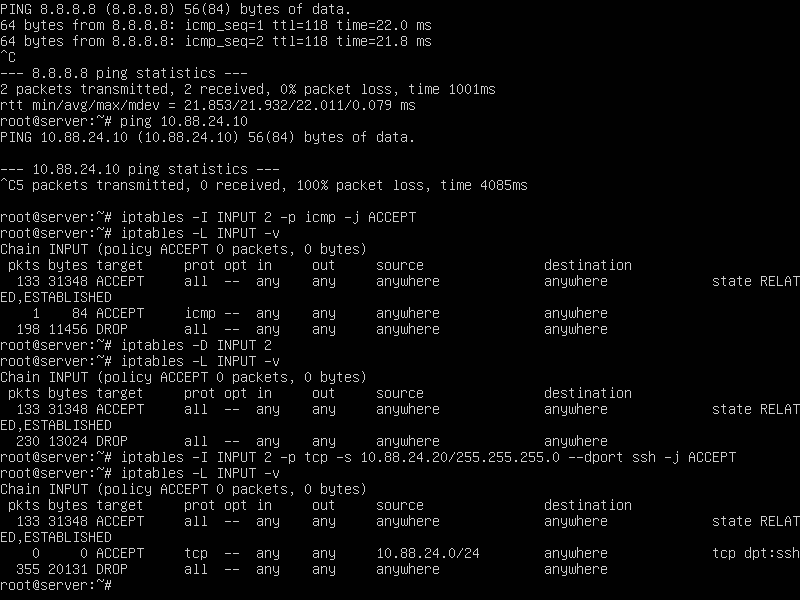 PING 8.8.8.8 (8.8.8.8) 56(84) bytes of data.
64 bytes from 8.8.8.8: icmp_seq=1 ttl=118 time=22.0 ms
64 bytes from 8.8.8.8: icmp_seq=2 ttl=118 time=21.8 ms
^C
--- 8.8.8.8 ping statistics ---
2 packets transmitted, 2 received, 0% packet loss, time 1001ms
rtt min/avg/max/mdev = 21.853/21.932/22.011/0.079 ms
root@server:~# ping 10.88.24.10
PING 10.88.24.10 (10.88.24.10) 56(84) bytes of data.

--- 10.88.24.10 ping statistics ---
^C5 packets transmitted, 0 received, 100% packet loss, time 4085ms

root@server:~# iptables -I INPUT 2 -p icmp -j ACCEPT
root@server:~# iptables -L INPUT -v
Chain INPUT (policy ACCEPT 0 packets, 0 bytes)
 pkts bytes target     prot opt in     out     source               destination
  133 31348 ACCEPT     all  --  any    any     anywhere             anywhere             state RELAT
ED,ESTABLISHED
    1    84 ACCEPT     icmp --  any    any     anywhere             anywhere
  198 11456 DROP       all  --  any    any     anywhere             anywhere
root@server:~# iptables -D INPUT 2
root@server:~# iptables -L INPUT -v
Chain INPUT (policy ACCEPT 0 packets, 0 bytes)
 pkts bytes target     prot opt in     out     source               destination
  133 31348 ACCEPT     all  --  any    any     anywhere             anywhere             state RELAT
ED,ESTABLISHED
  230 13024 DROP       all  --  any    any     anywhere             anywhere
root@server:~# iptables -I INPUT 2 -p tcp -s 10.88.24.20/255.255.255.0 --dport ssh -j ACCEPT
root@server:~# iptables -L INPUT -v
Chain INPUT (policy ACCEPT 0 packets, 0 bytes)
 pkts bytes target     prot opt in     out     source               destination
  133 31348 ACCEPT     all  --  any    any     anywhere             anywhere             state RELAT
ED,ESTABLISHED
    0     0 ACCEPT     tcp  --  any    any     10.88.24.0/24        anywhere             tcp dpt:ssh
  355 20131 DROP       all  --  any    any     anywhere             anywhere
root@server:~#